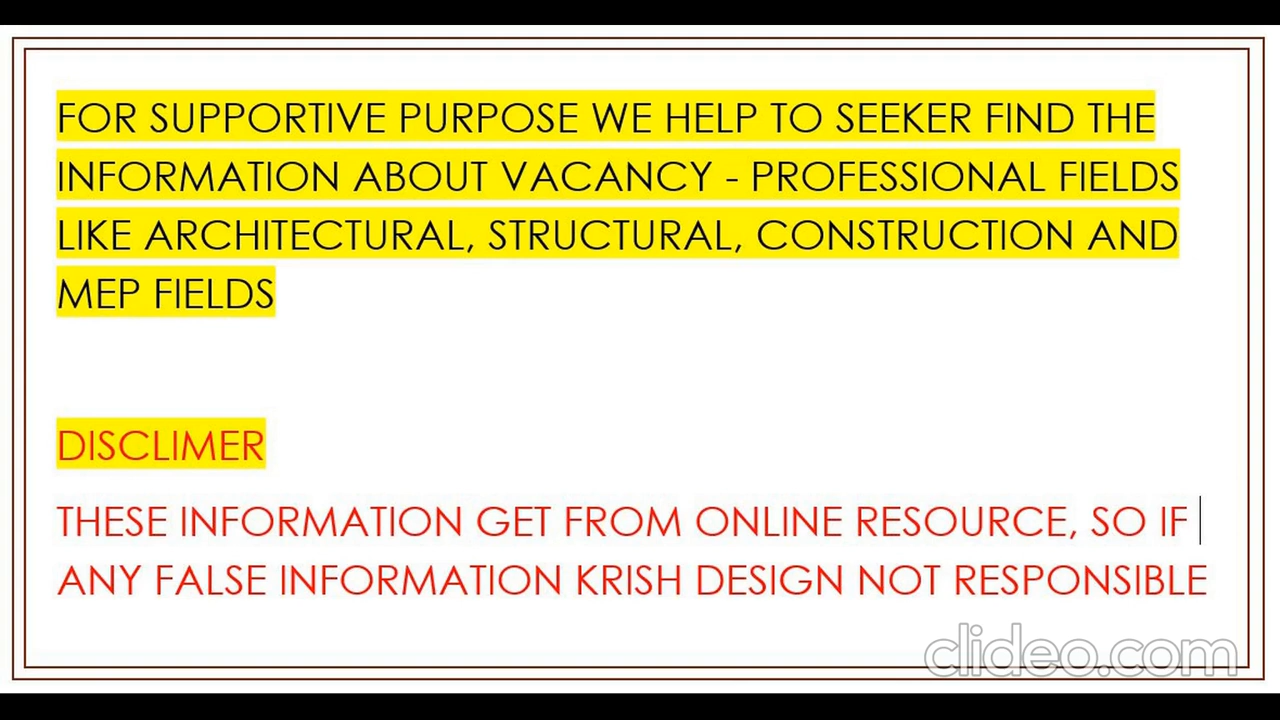 FOR SUPPORTIVE PURPOSE WE HELP TO SEEKER FIND THE
INFORMATION ABOUT VACANCY - PROFESSIONAL FIELDS
LIKE ARCHITECTURAL, STRUCTURAL, CONSTRUCTION AND
MEP FIELDS
DISCLIMER
THESE INFORMATION GET FROM ONLINE RESOURCE, SO IF
ANY FALSE INFORMATION KRISH DESIGN NOT RESPONSIBLE
clideo.com